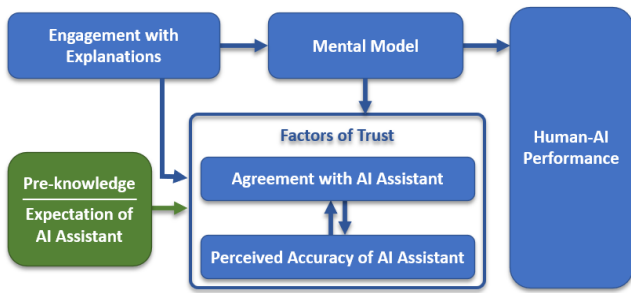 Engagement with
Explanations
Mental Model
Human-AI
Performance
Factors of Trust
Agreement with AI Assistant
Perceived Accuracy of AI Assistant
Pre-knowledge
Expectation of
AI Assistant